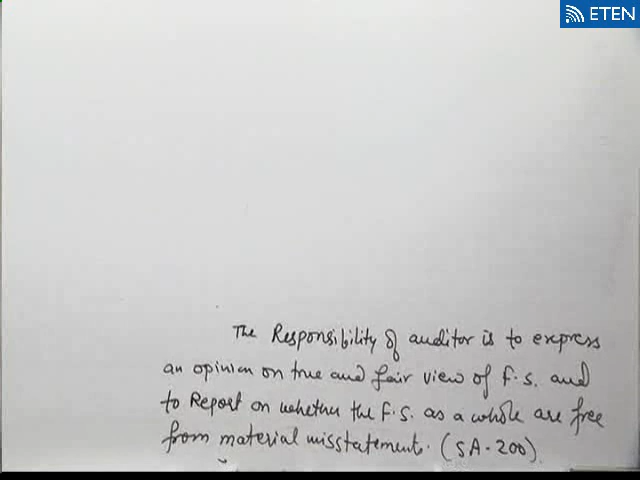 ETEN
The Responsibility of auditor is to express
an opinion on true and fair view of F.S. and
to Report on whether the F.S. as a whole are free
from material misstatement. (SA-200).